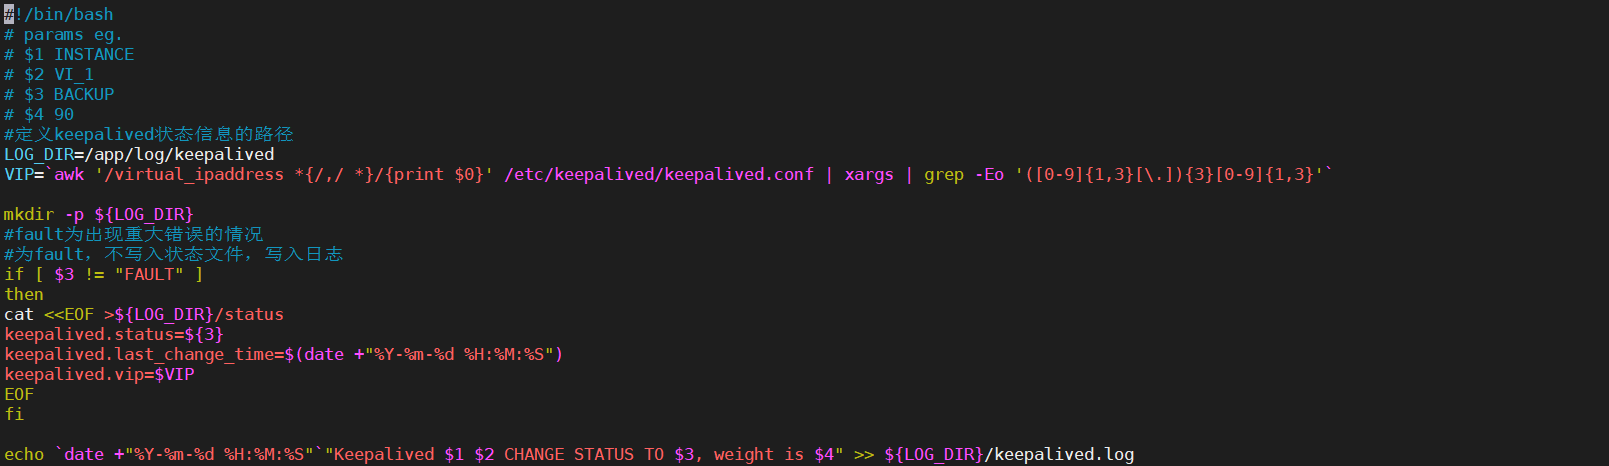 #!/bin/bash
# params eg.
# $1 INSTANCE
# $2 VI_1
# $3 BACKUP
# $4 90
#定义keepalived状态信息的路径
LOG_DIR=/app/log/keepalived
VIP=`awk '/virtual_ipaddress *{/,/ *}/{print $0}' /etc/keepalived/keepalived.conf | xargs | grep -Eo '([0-9]{1,3}[\.]){3}[0-9]{1,3}'`
mkdir -p ${LOG_DIR}
#fault为出现重大错误的情况
#为fault，不写入状态文件，写入日志
if [ $3 != "FAULT" ]
then
cat <<EOF >${LOG_DIR}/status
keepalived.status=${3}
keepalived.last_change_time=$(date +"%Y-%m-%d %H:%M:%S")
keepalived.vip=$VIP
EOF
fi
echo `date +"%Y-%m-%d %H:%M:%S"`"Keepalived $1 $2 CHANGE STATUS TO $3, weight is $4" >> ${LOG_DIR}/keepalived.log